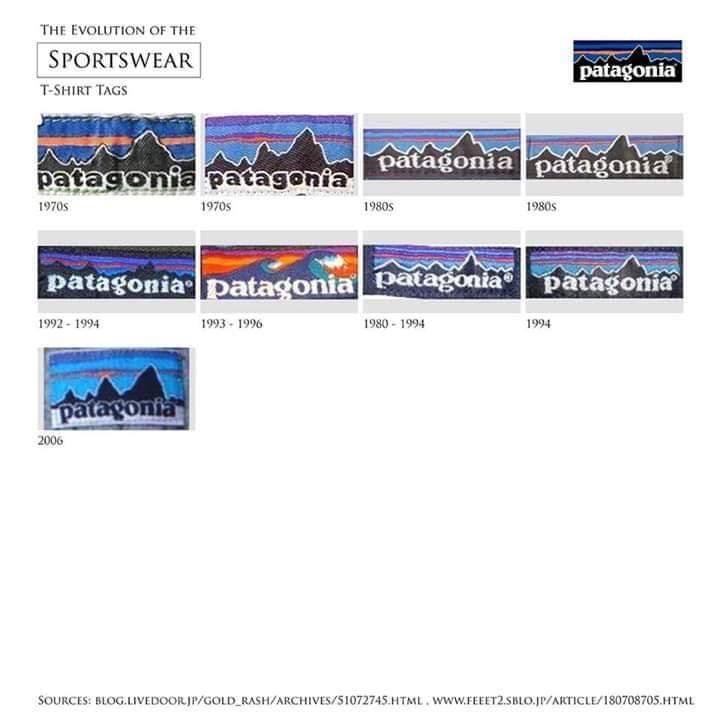 The Evolution of the
Sportswear
T-Shirt Tags
patagonia
patagonia
patagonia
patagonia
patagonia®
1970s
1970s
1980s
1980s
patagonia®
patagonia®
patagonia®
patagonia®
1992 - 1994
1993 - 1996
1980 - 1994
1994
patagonia
2006
Sources: blog.livedoor.jp/gold_rash/archives/51072745.html , www.feeet2.sblo.jp/article/180708705.html